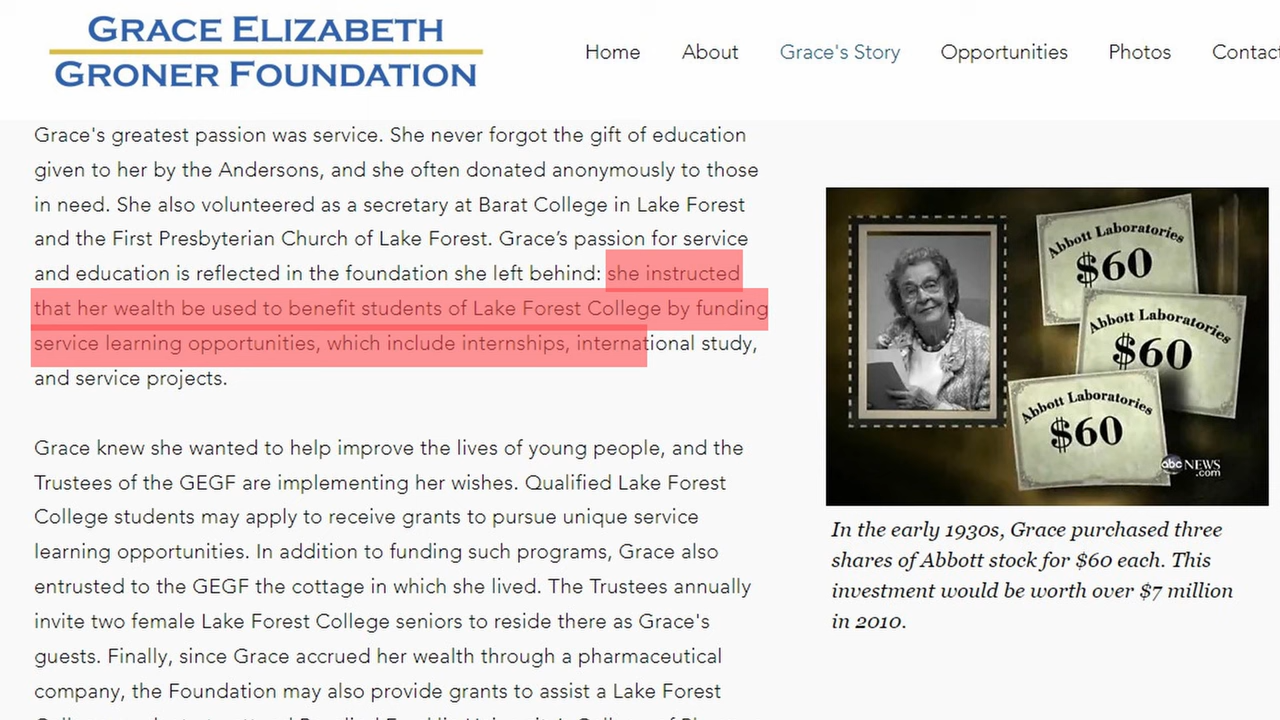 GRACE ELIZABETH
GRONER FOUNDATION
Home About Grace's Story Opportunities Photos Contact
Grace's greatest passion was service. She never forgot the gift of education
given to her by the Andersons, and she often donated anonymously to those
in need. She also volunteered as a secretary at Barat College in Lake Forest
and the First Presbyterian Church of Lake Forest. Grace’s passion for service
and education is reflected in the foundation she left behind: she instructed
that her wealth be used to benefit students of Lake Forest College by funding
service learning opportunities, which include internships, international study,
and service projects.
Grace knew she wanted to help improve the lives of young people, and the
Trustees of the GEGF are implementing her wishes. Qualified Lake Forest
College students may apply to receive grants to pursue unique service
learning opportunities. In addition to funding such programs, Grace also
entrusted to the GEGF the cottage in which she lived. The Trustees annually
invite two female Lake Forest College seniors to reside there as Grace's
guests. Finally, since Grace accrued her wealth through a pharmaceutical
company, the Foundation may also provide grants to assist a Lake Forest
Abbott Laboratories
$60
Abbott Laboratories
$60
Abbott Laboratories
$60
abc NEWS
.com
In the early 1930s, Grace purchased three
shares of Abbott stock for $60 each. This
investment would be worth over $7 million
in 2010.